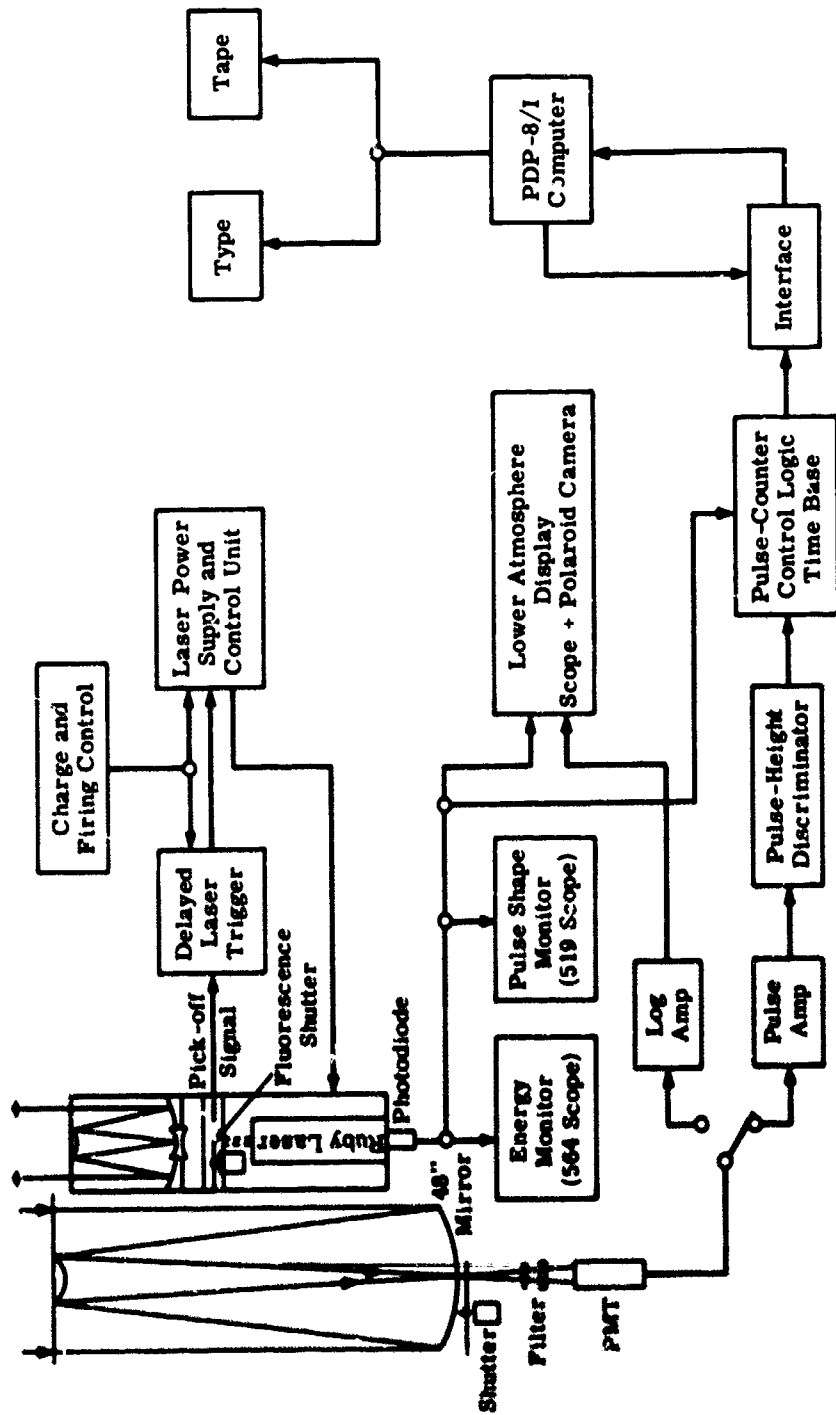 Charge and
Firing Control
Delayed
Laser
Trigger
Laser Power
Supply and
Control Unit
Pick-off
Signal
Fluorescence
Shutter
Ruby Laser
Photodiode
48"
Mirror
Shutter
Filter
PMT
Energy
Monitor
(564 Scope)
Pulse Shape
Monitor
(519 Scope)
Lower Atmosphere
Display
Scope + Polaroid Camera
Log
Amp
Pulse
Amp
Pulse-Height
Discriminator
Pulse-Counter
Control Logic
Time Base
Interface
PDP-8/I
Computer
Type
Tape